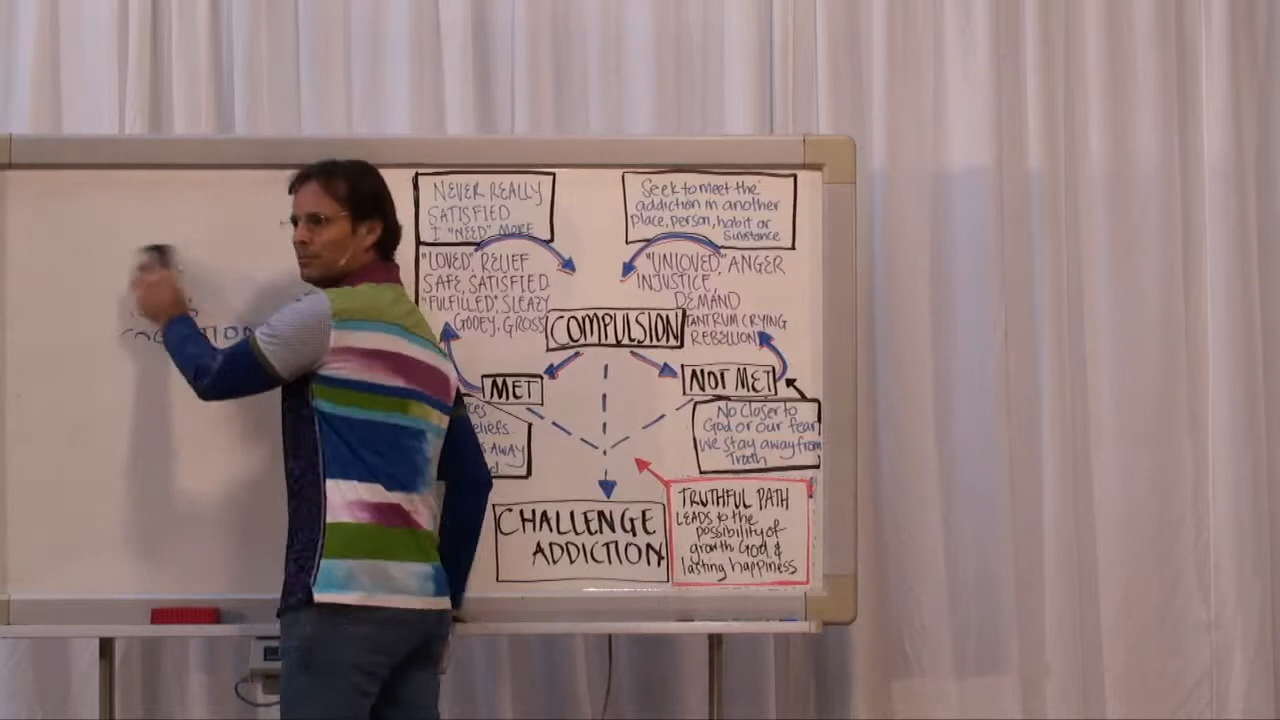 NEVER REALLY
SATISFIED
I "NEED" MORE
Seek to meet the
addiction in another
place, person, habit or
Substance
"LOVED", RELIEF
SAFE, SATISFIED.
"FULFILLED", SLEAZY
GOOEY. GROSS
"UNLOVED", ANGER
INJUSTICE,
DEMAND
TANTRUM CRYING
REBELLION
COMPULSION
MET
NOT MET
eliefs
AWAY
No Closer to
God or our fear
We stay away from
Truth
CHALLENGE
ADDICTION
TRUTHFUL PATH
LEADS to the
possibility of
growth God &
lasting happiness